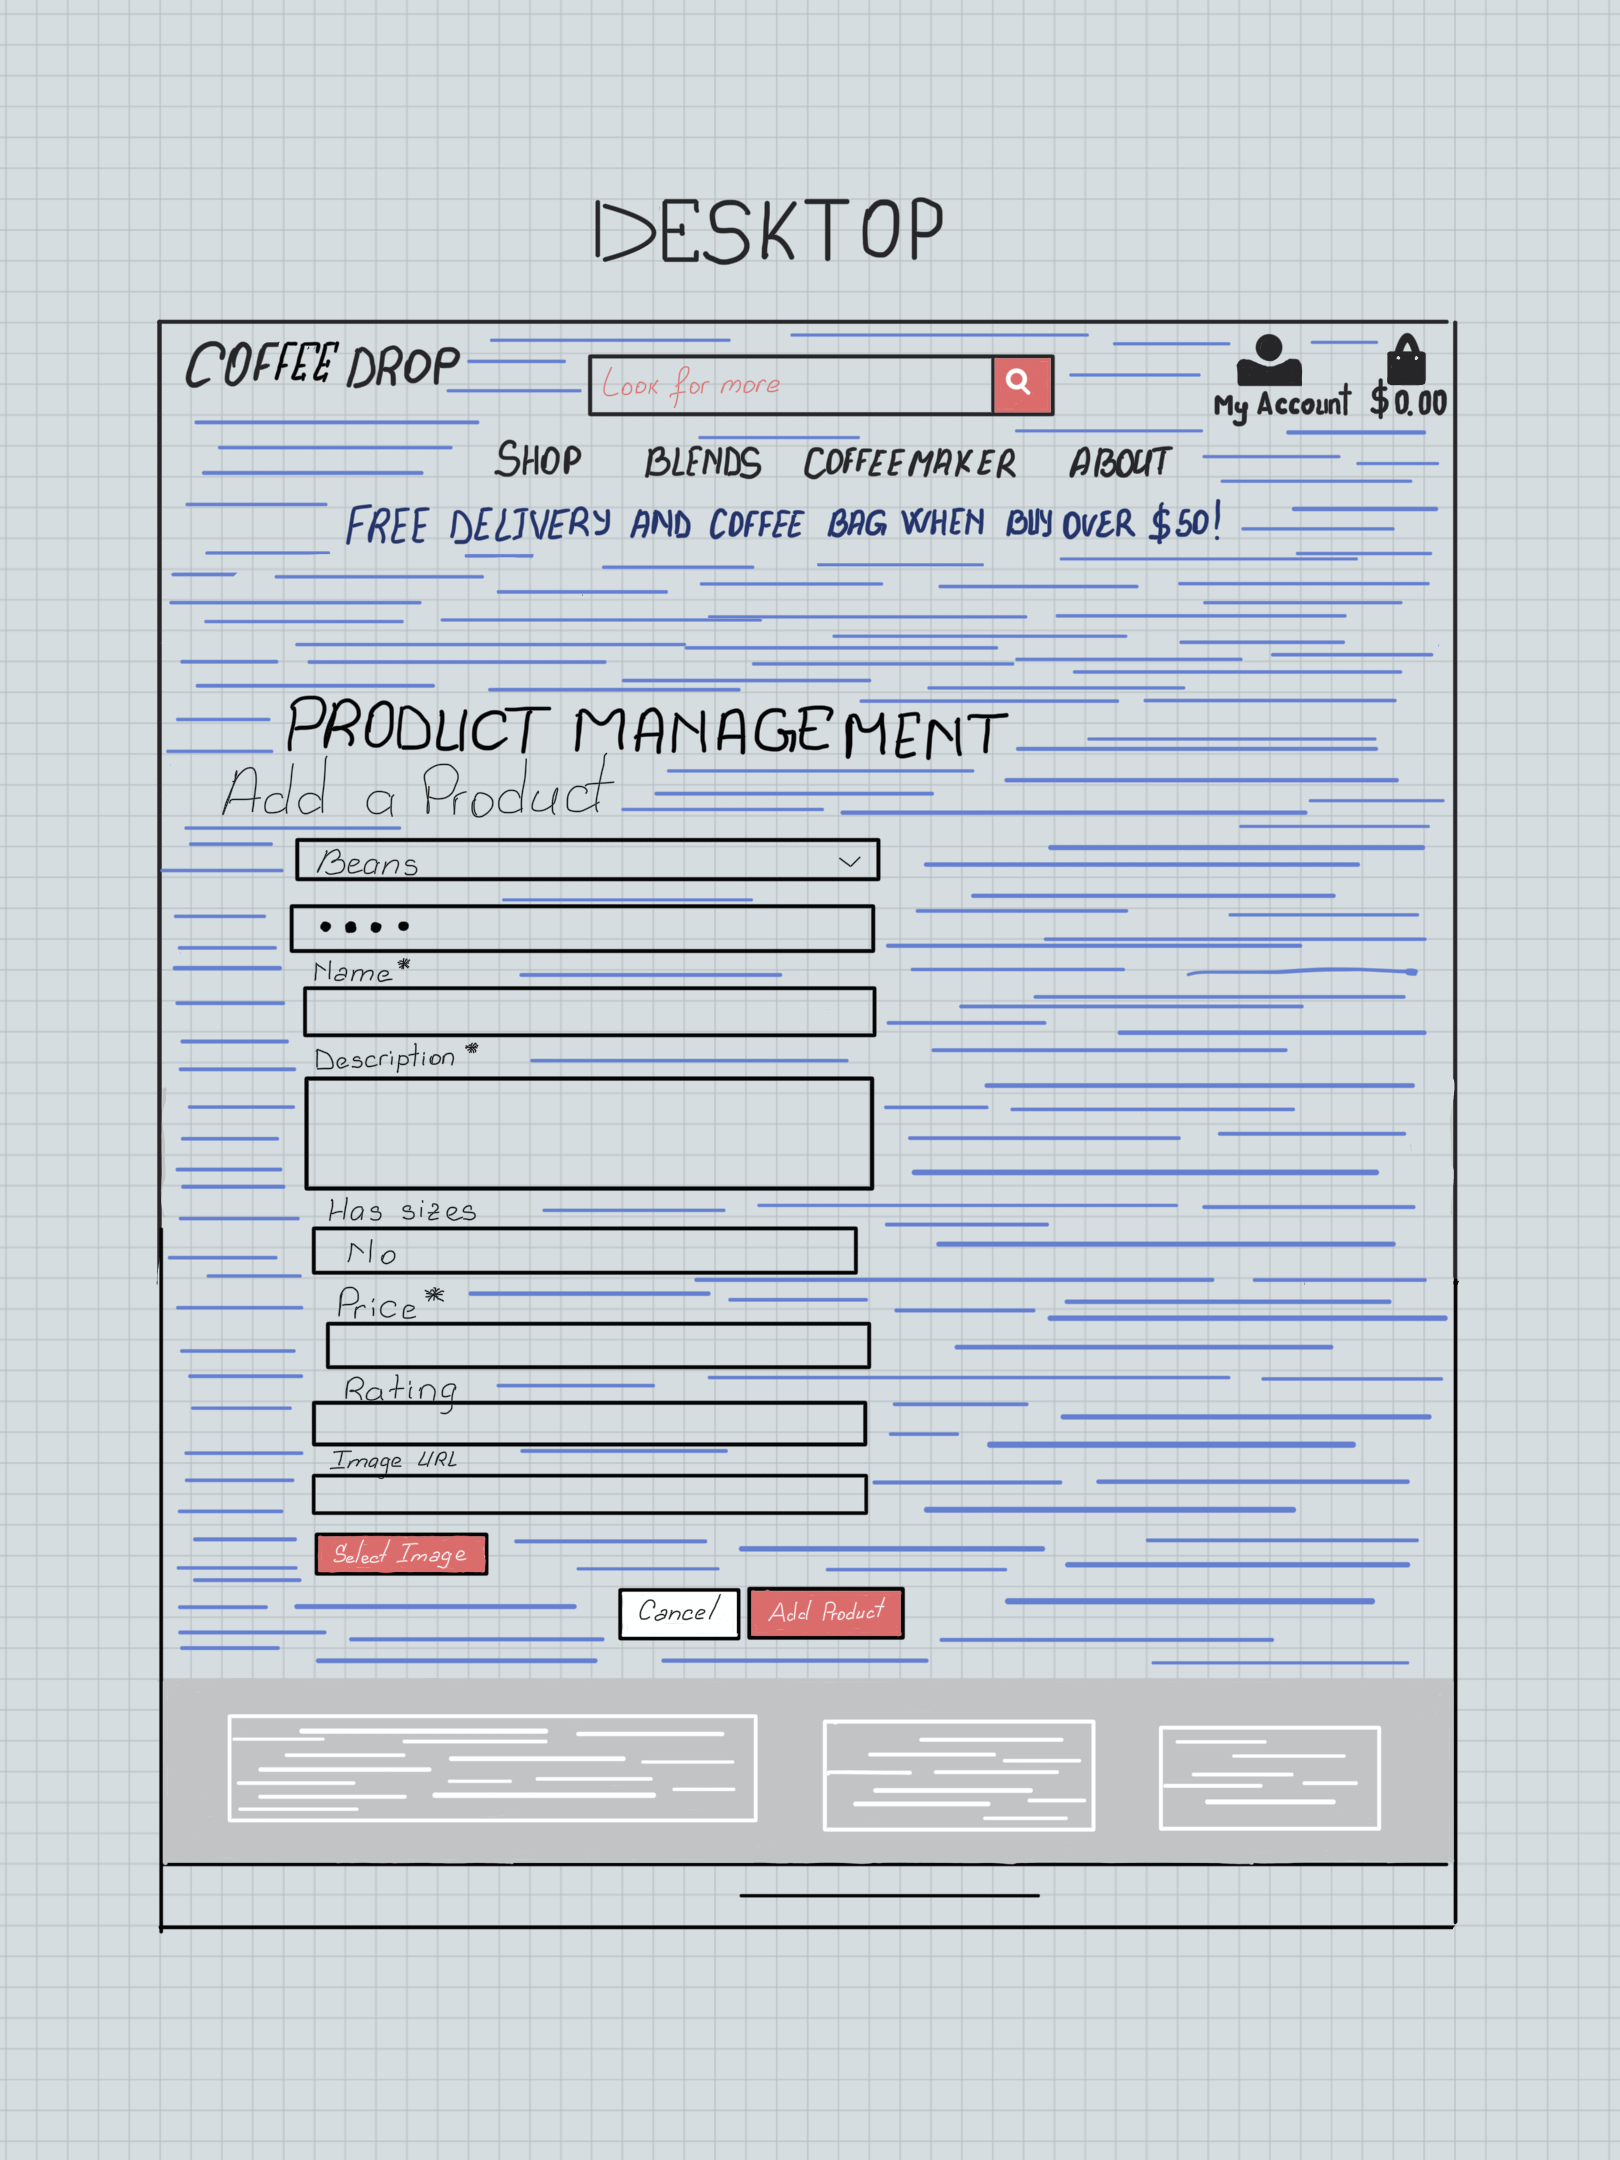 DESKTOP
COFFEE DROP
Look for more
My Account $0.00
SHOP BLENDS COFFEEMAKER ABOUT
FREE DELIVERY AND COFFEE BAG WHEN BUY OVER $50!
PRODUCT MANAGEMENT
Add a Product
Beans
Name*
Description*
Has sizes
No
Price*
Rating
Image URL
Select Image
Cancel Add Product